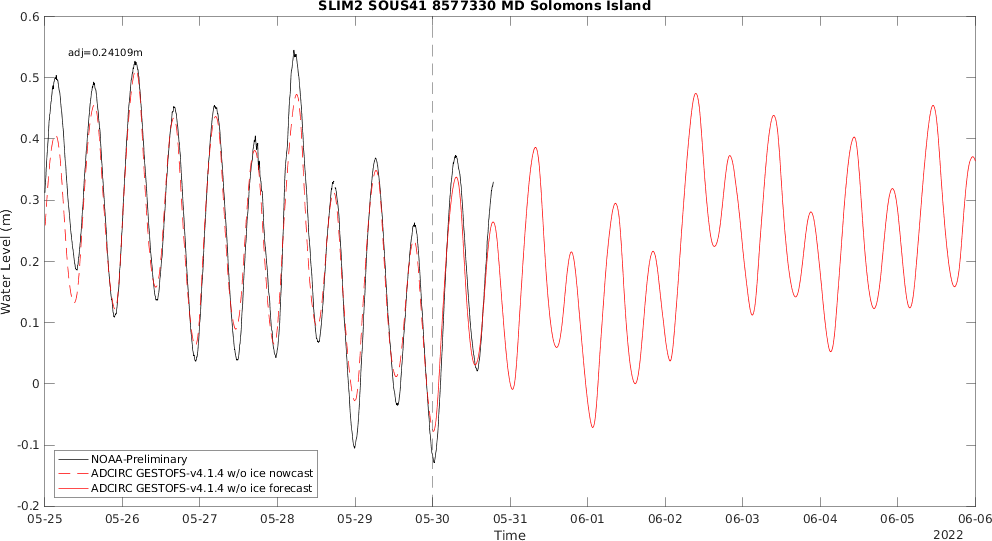 SLIM2 SOUS41 8577330 MD Solomons Island
adj=0.24109m
Water Level (m)
0.6
0.5
0.4
0.3
0.2
0.1
0
-0.1
-0.2
NOAA-Preliminary
ADCIRC GESTOFS-v4.1.4 w/o ice nowcast
ADCIRC GESTOFS-v4.1.4 w/o ice forecast
05-25 05-26 05-27 05-28 05-29 05-30 05-31 06-01 06-02 06-03 06-04 06-05 06-06
Time
2022